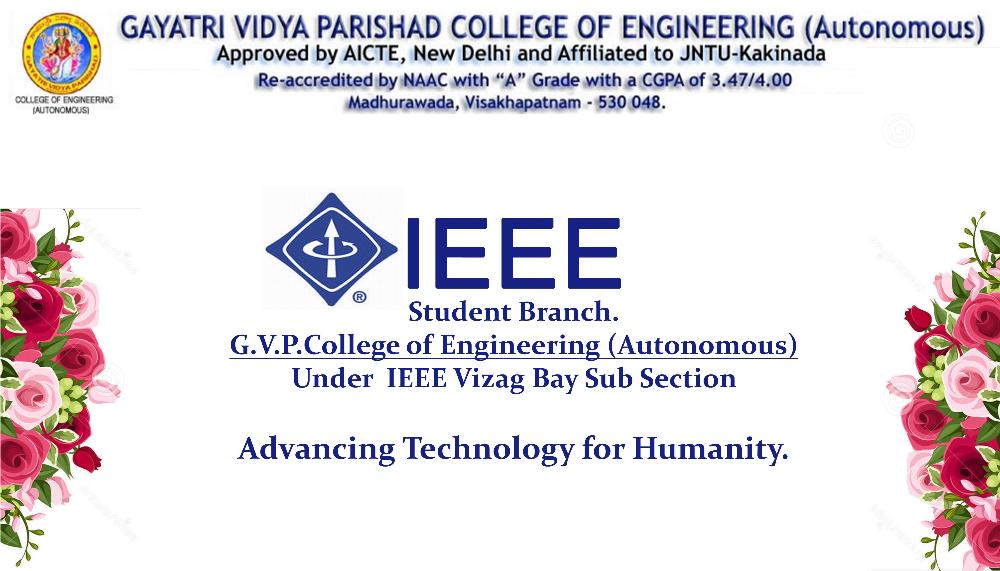 GAYATRI VIDYA PARISHAD COLLEGE OF ENGINEERING (Autonomous)
Approved by AICTE, New Delhi and Affiliated to JNTU-Kakinada
Re-accredited by NAAC with “A” Grade with a CGPA of 3.47/4.00
Madhurawada, Visakhapatnam - 530 048.
COLLEGE OF ENGINEERING
(AUTONOMOUS)
IEEE
®
Student Branch.
G.V.P.College of Engineering (Autonomous)
Under IEEE Vizag Bay Sub Section
Advancing Technology for Humanity.